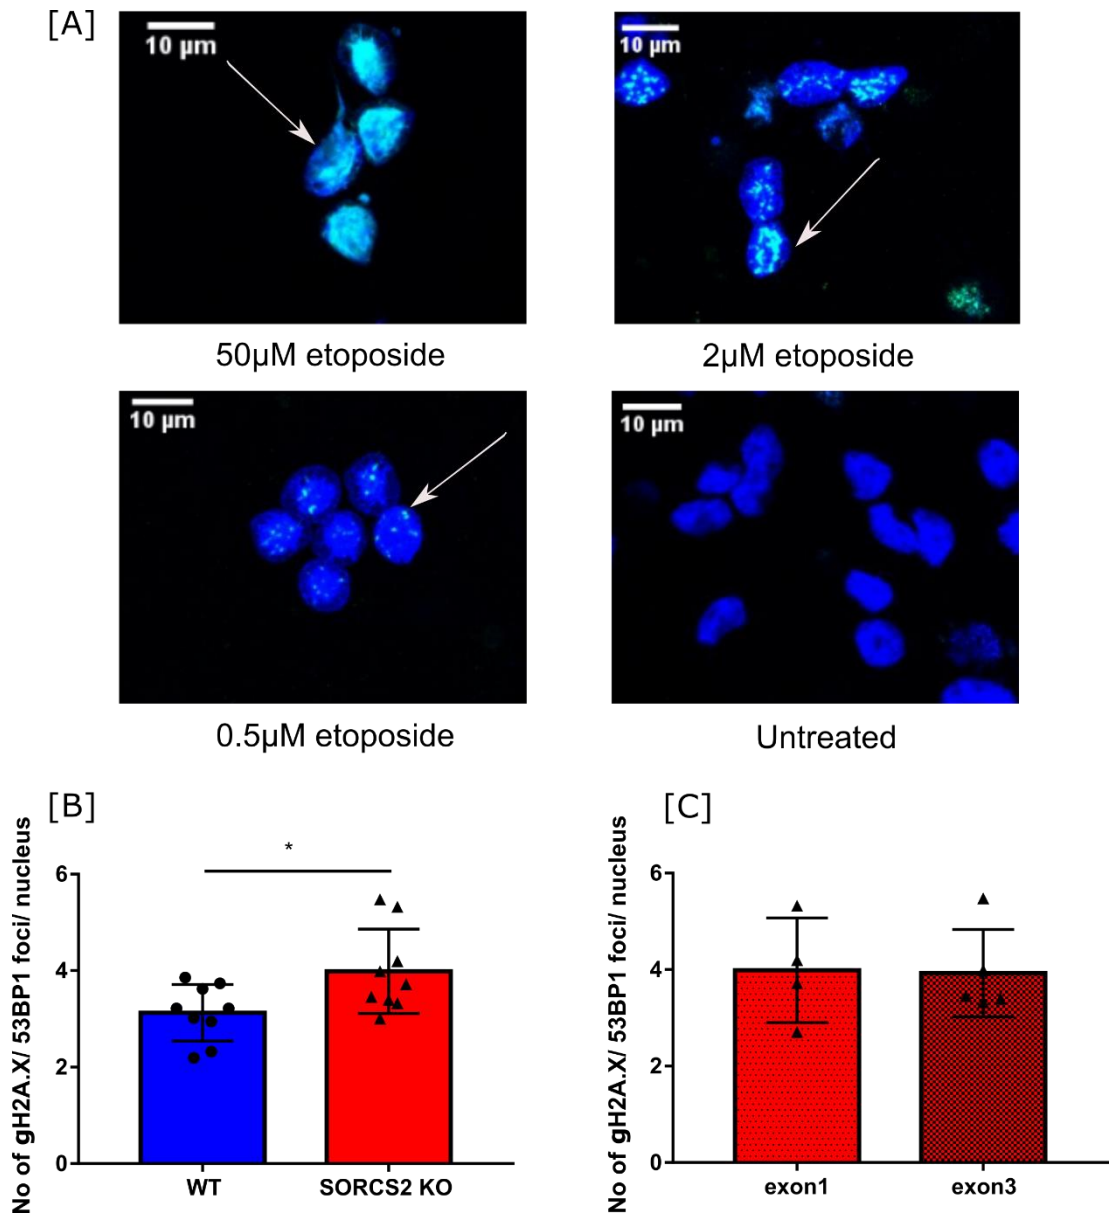 [A]
10 µm
10 µm
50µM etoposide
2µM etoposide
10 µm
10 µm
0.5µM etoposide
Untreated
[B]
[C]
No of gH2A.X/ 53BP1 foci/ nucleus
6
4
2
0
*
WT
SORCS2 KO
No of gH2A.X/ 53BP1 foci/ nucleus
6
4
2
0
exon1
exon3